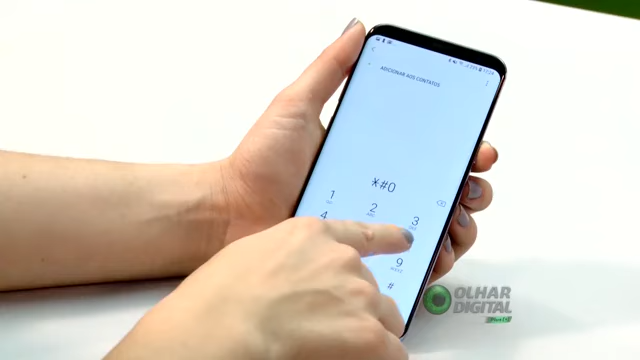 ADICIONAR AOS CONTATOS
*#0
1
2
ABC
3
DEF
4
9
WXYZ
#
OLHAR
DIGITAL